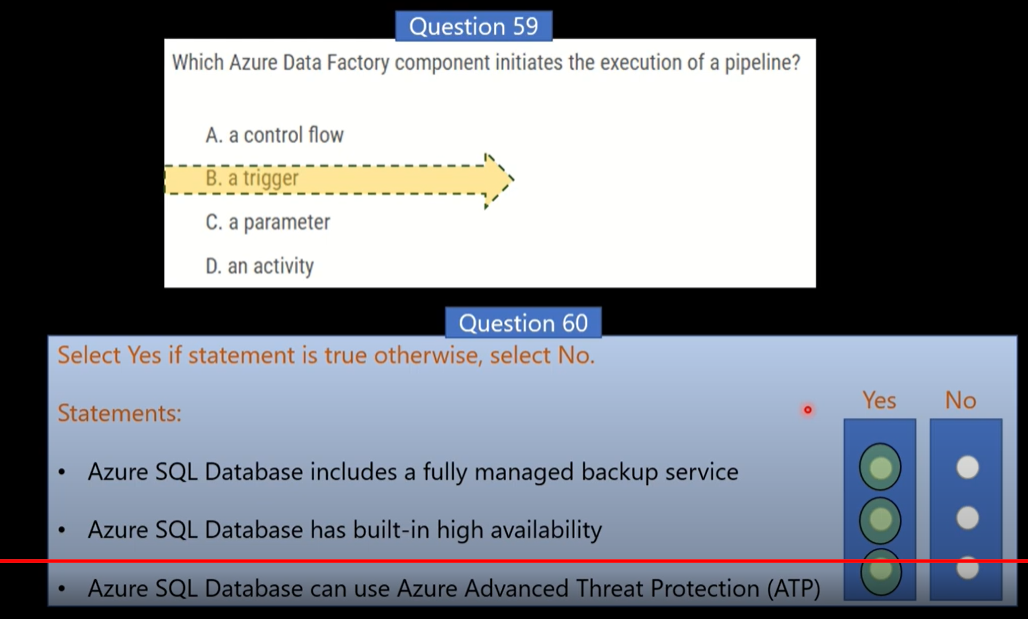 Question 59
Which Azure Data Factory component initiates the execution of a pipeline?
A. a control flow
B. a trigger
C. a parameter
D. an activity
Question 60
Select Yes if statement is true otherwise, select No.
Yes No
Statements:
• Azure SQL Database includes a fully managed backup service
• Azure SQL Database has built-in high availability
• Azure SQL Database can use Azure Advanced Threat Protection (ATP)